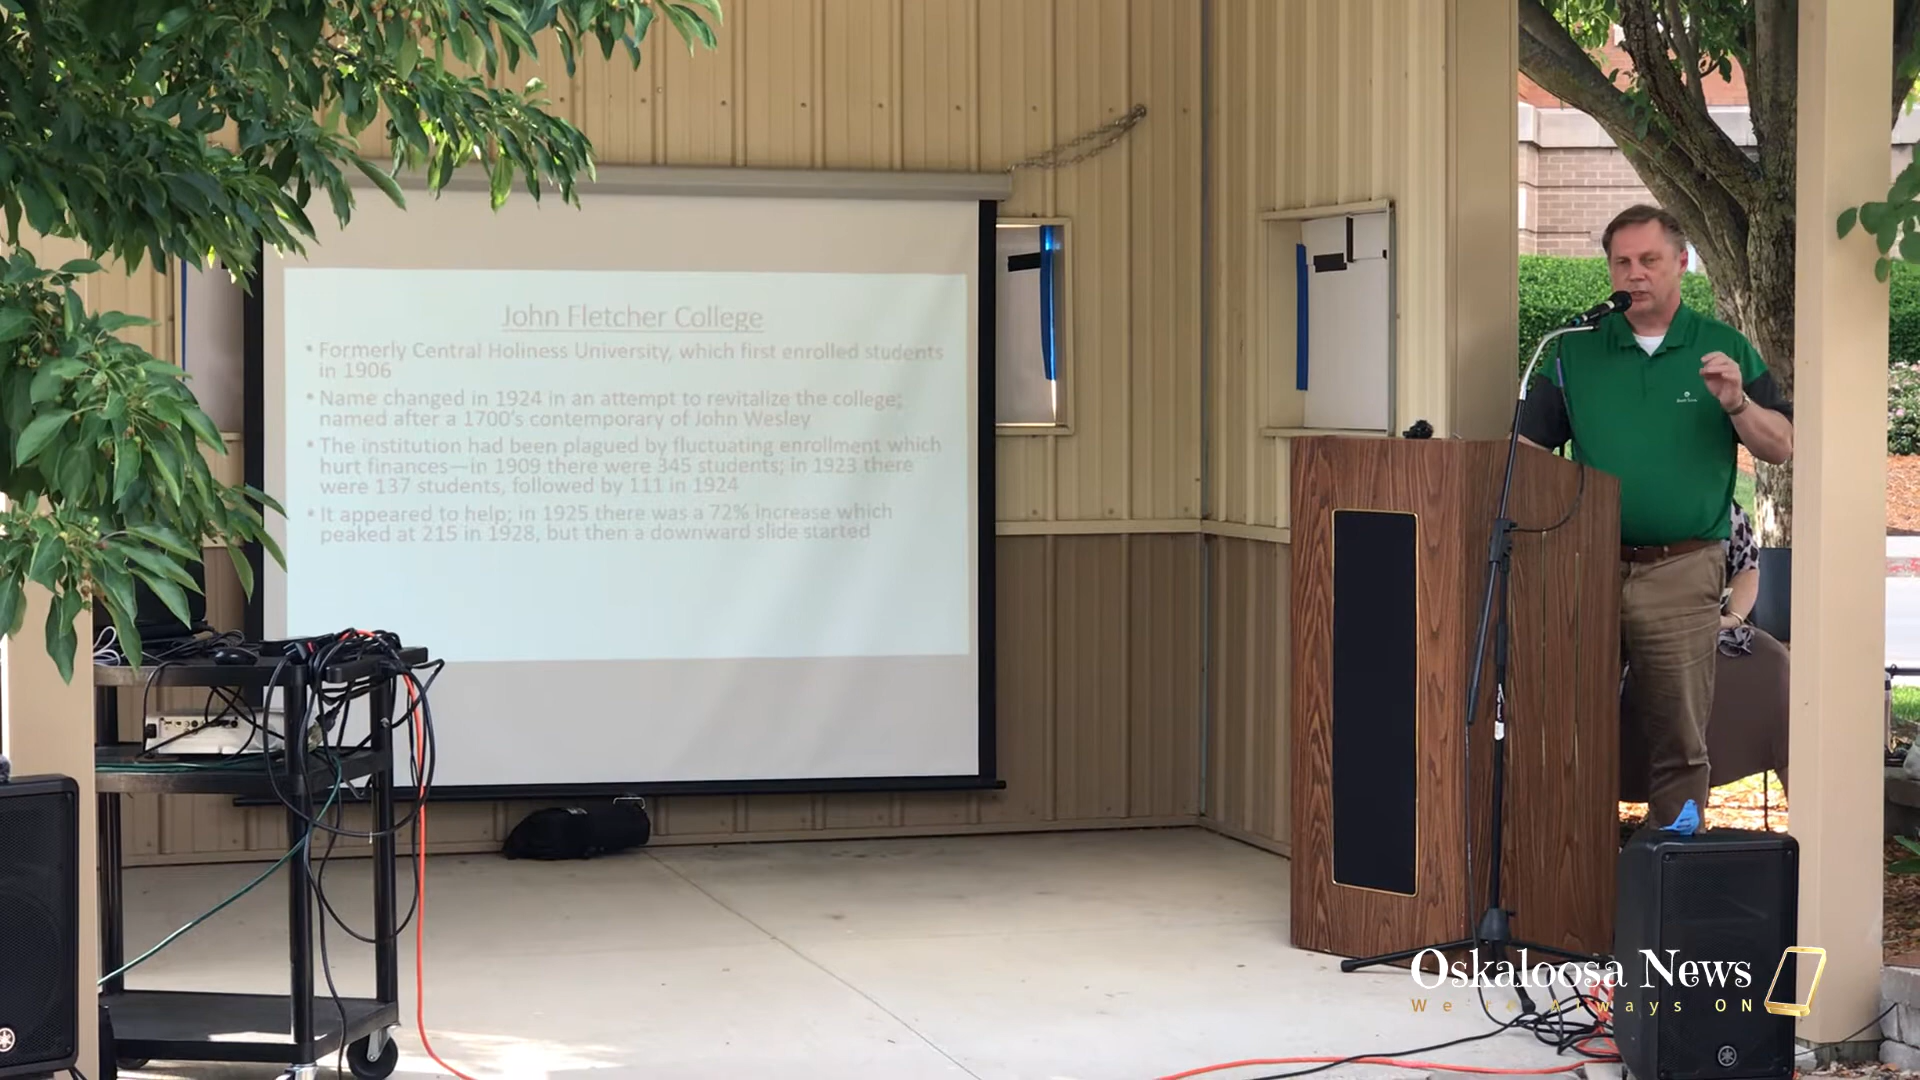 John Fletcher College
• Formerly Central Holiness University, which first enrolled students
in 1906
• Name changed in 1924 in an attempt to revitalize the college;
named after a 1700's contemporary of John Wesley
• The institution had been plagued by fluctuating enrollment which
hurt finances—in 1909 there were 345 students; in 1923 there
were 137 students, followed by 111 in 1924
• It appeared to help; in 1925 there was a 72% increase which
peaked at 215 in 1928, but then a downward slide started
Oskaloosa News
We're Always ON